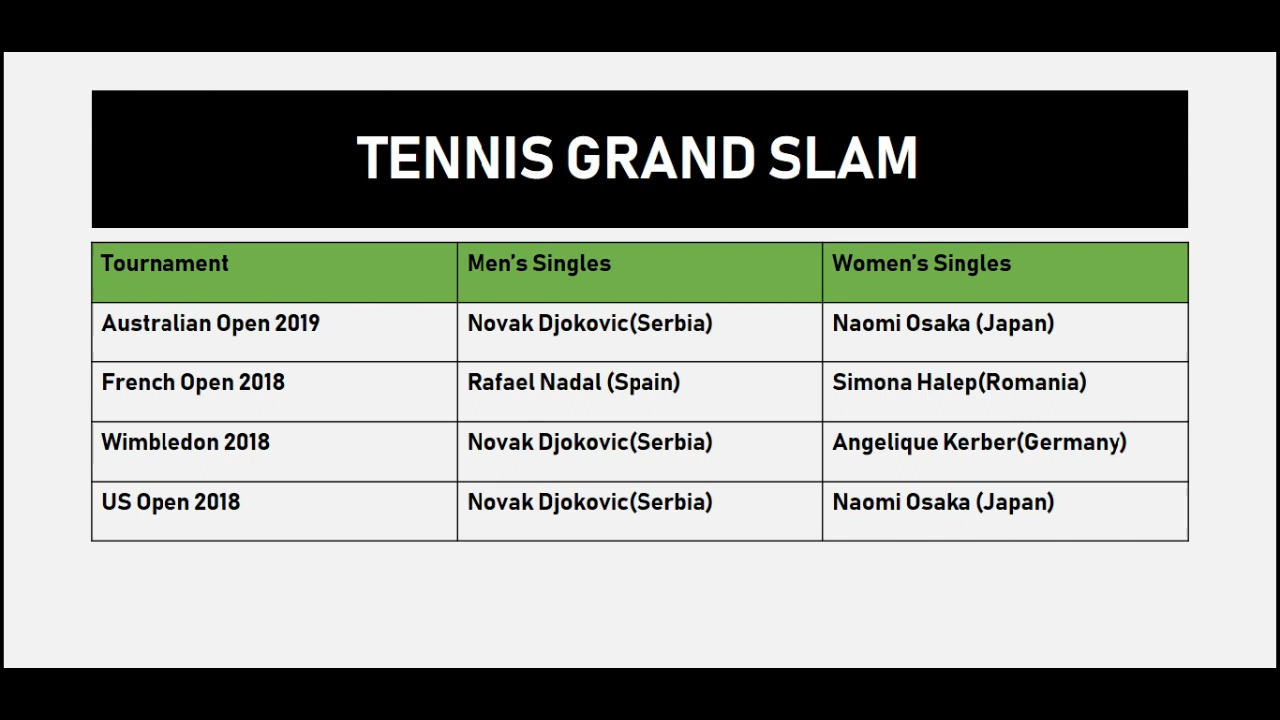 TENNIS GRAND SLAM
Tournament Men's Singles Women's Singles
Australian Open 2019 Novak Djokovic(Serbia) Naomi Osaka (Japan)
French Open 2018 Rafael Nadal (Spain) Simona Halep(Romania)
Wimbledon 2018 Novak Djokovic(Serbia) Angelique Kerber(Germany)
US Open 2018 Novak Djokovic(Serbia) Naomi Osaka (Japan)